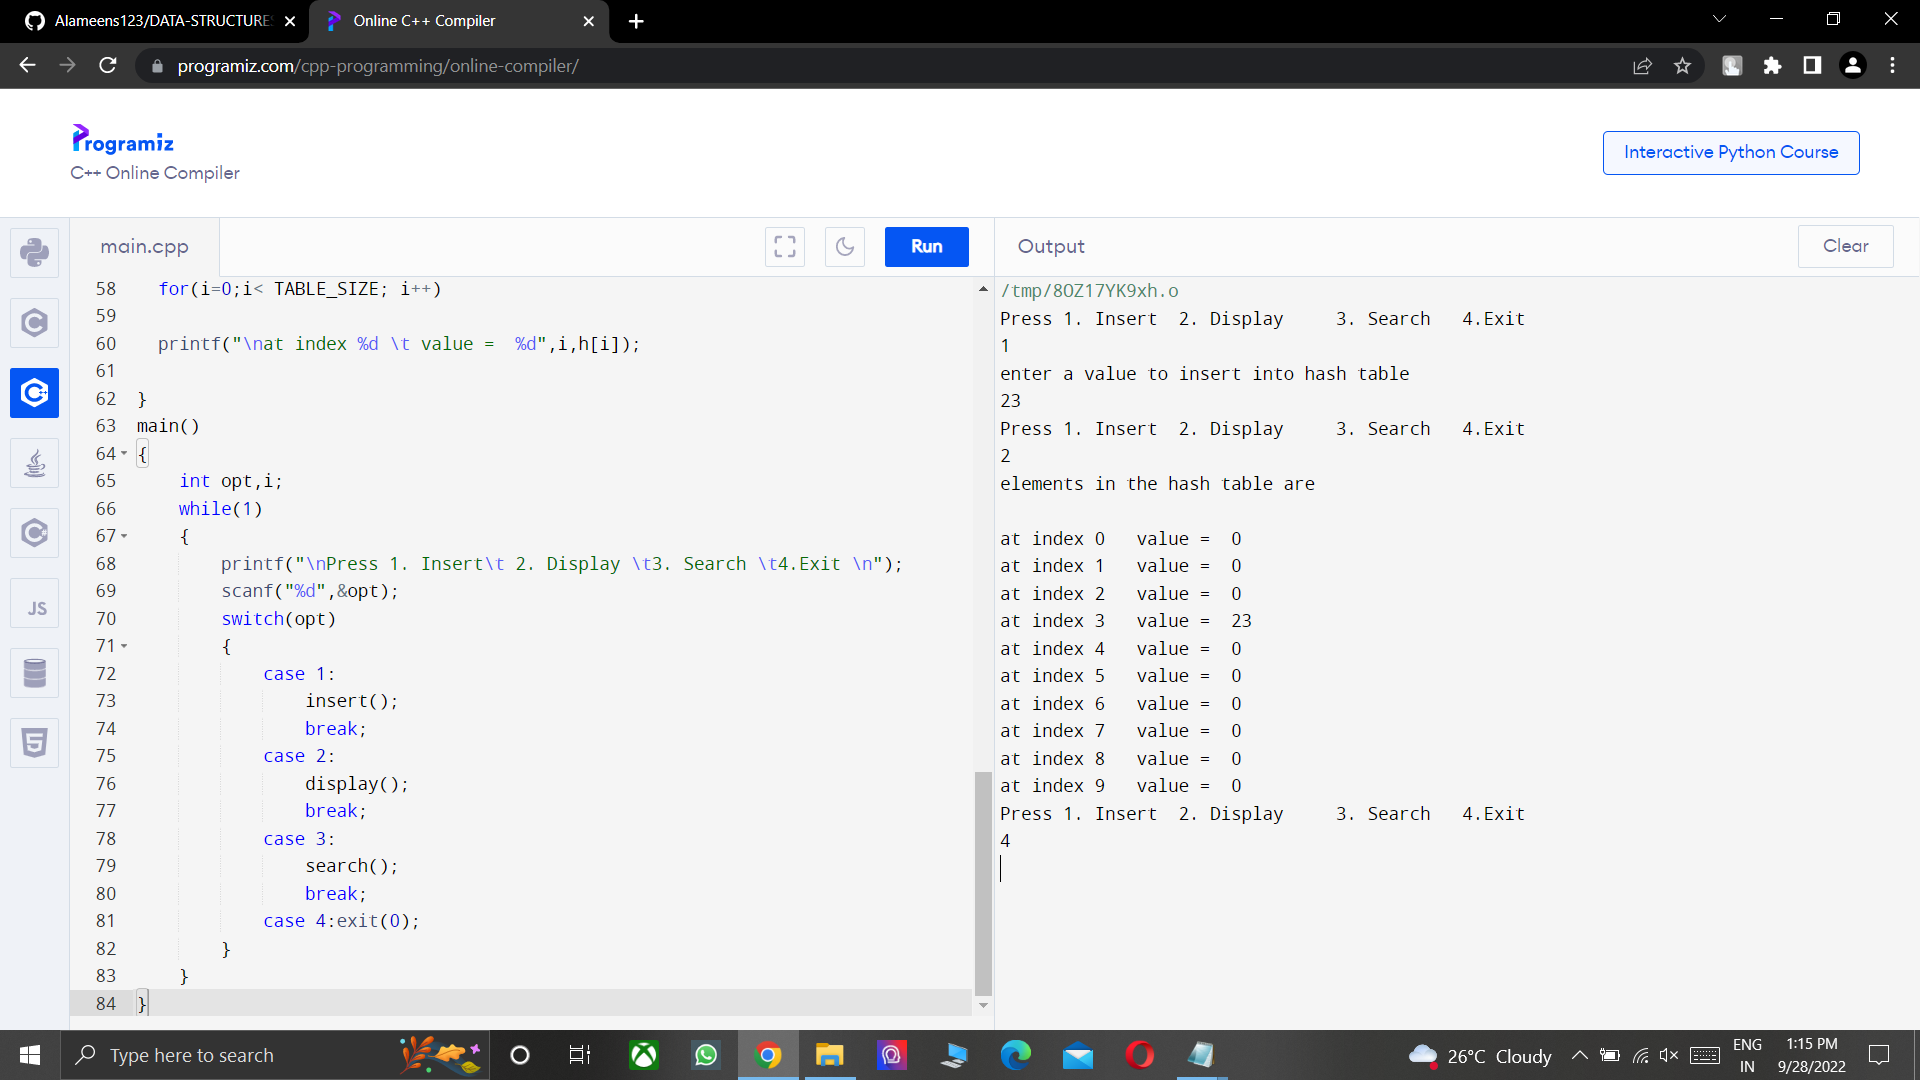 Alameens123/DATA-STRUCTURES
Online C++ Compiler
programiz.com/cpp-programming/online-compiler/
Programiz
C++ Online Compiler
Interactive Python Course
main.cpp
Run
Output
Clear
58 for(i=0;i< TABLE_SIZE; i++)
59
60 printf("\nat index %d \t value =  %d",i,h[i]);
61
62 }
63 main()
64 {
65 int opt,i;
66 while(1)
67 {
68 printf("\nPress 1. Insert\t 2. Display \t3. Search \t4.Exit \n");
69 scanf("%d",&opt);
70 switch(opt)
71 {
72 case 1:
73 insert();
74 break;
75 case 2:
76 display();
77 break;
78 case 3:
79 search();
80 break;
81 case 4:exit(0);
82 }
83 }
84 }
/tmp/8OZ17YK9xh.o
Press 1. Insert  2. Display     3. Search   4.Exit
1
enter a value to insert into hash table
23
Press 1. Insert  2. Display     3. Search   4.Exit
2
elements in the hash table are
at index 0   value =  0
at index 1   value =  0
at index 2   value =  0
at index 3   value =  23
at index 4   value =  0
at index 5   value =  0
at index 6   value =  0
at index 7   value =  0
at index 8   value =  0
at index 9   value =  0
Press 1. Insert  2. Display     3. Search   4.Exit
4
JS
Type here to search
26°C Cloudy
ENG
IN
1:15 PM
9/28/2022